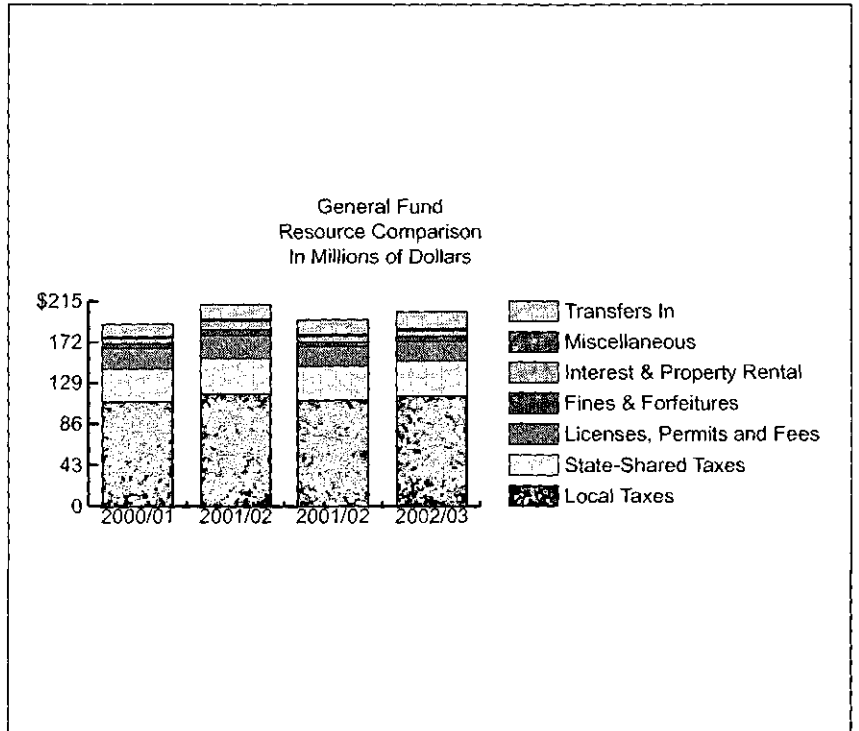 General Fund
Resource Comparison
In Millions of Dollars
$215
172
129
86
43
0
2000/01
2001/02
2001/02
2002/03
Transfers In
Miscellaneous
Interest & Property Rental
Fines & Forfeitures
Licenses, Permits and Fees
State-Shared Taxes
Local Taxes